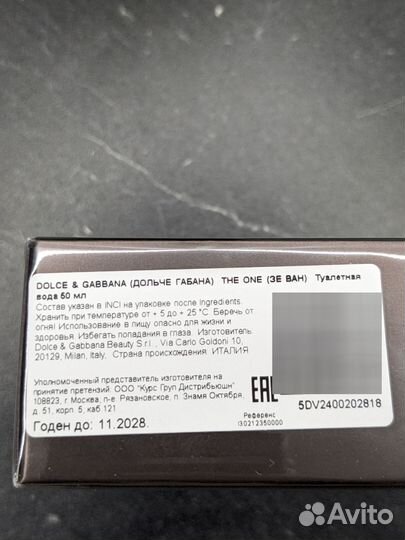 DOLCE & GABBANA (ДОЛЬЧЕ ГАБАНА) THE ONE (ЗЕ ВАН) Туалетная
вода 50 мл
Состав указан в INCI на упаковке после Ingredients.
Хранить при температуре от + 5 до + 25 °C. Беречь от
огня! Использование в пищу опасно для жизни и
здоровья. Избегать попадания в глаза. Изготовитель:
Dolce & Gabbana Beauty S.r.l., Via Carlo Goldoni 10,
20129, Milan, Italy. Страна происхождения: ИТАЛИЯ
Уполномоченный представитель изготовителя на
принятие претензий: ООО "Курс Груп Дистрибьюшн"
108823, г. Москва, п-е. Рязановское, п. Знамя Октября,
д. 51, корп. 5, каб 121
Годен до: 11.2028.
EAC
Референс
I30212350000
5DV2400202818
Avito